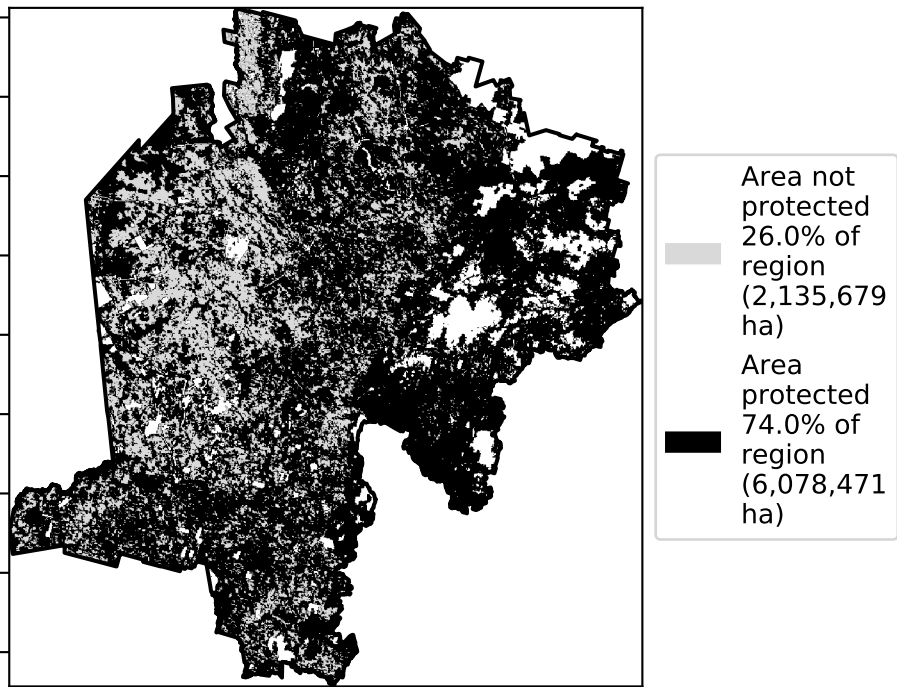 Area not
protected
26.0% of
region
(2,135,679
ha)
Area
protected
74.0% of
region
(6,078,471
ha)